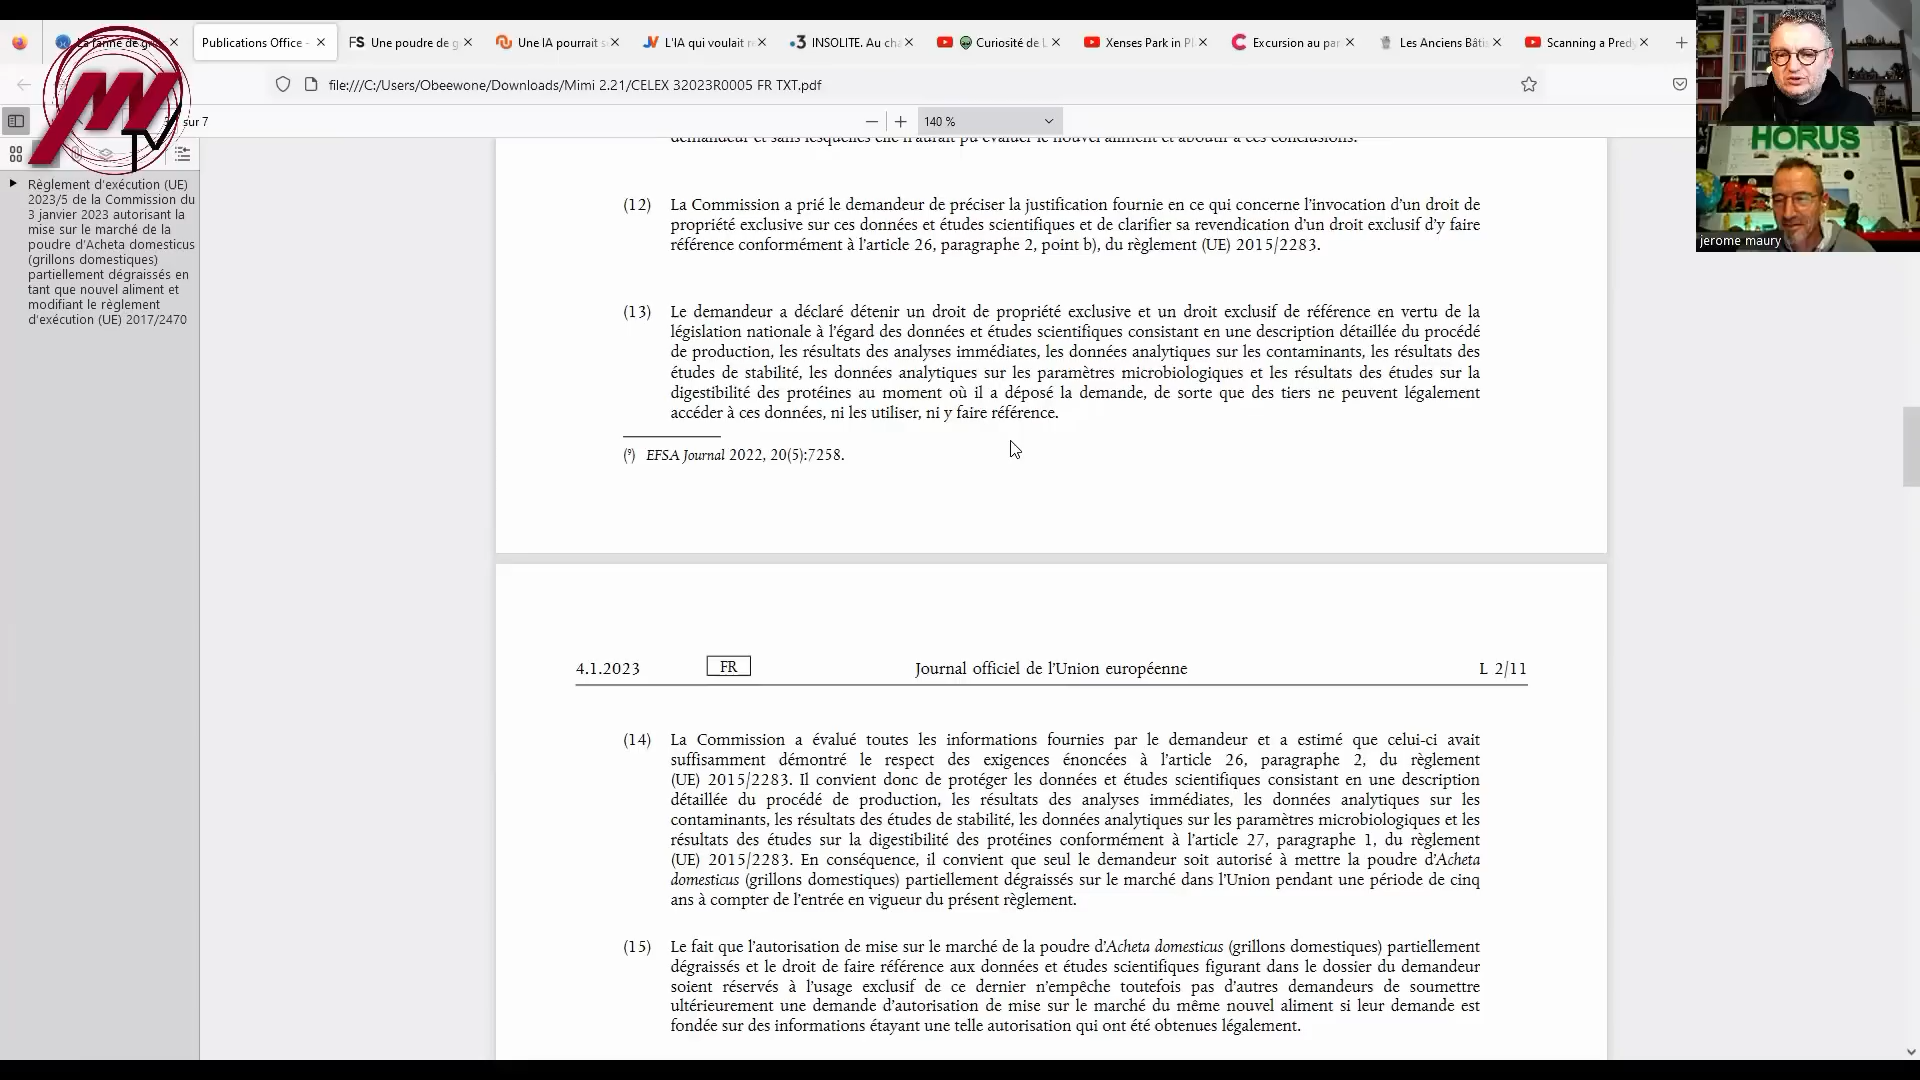 La farine de gr
Publications Office -
FS Une poudre de g
Une IA pourrait s
L'IA qui voulait r
.3 INSOLITE. Au cha
Curiosité de L
Xenses Park in P
Excursion au par
Les Anciens Bâti
Scanning a Pred
file:///C:/Users/Obeewone/Downloads/Mimi 2.21/CELEX 32023R0005 FR TXT.pdf
sur 7
140 %
TV
HORUS
jerome maury
Règlement d'exécution (UE)
2023/5 de la Commission du
3 janvier 2023 autorisant la
mise sur le marché de la
poudre d'Acheta domesticus
(grillons domestiques)
partiellement dégraissés en
tant que nouvel aliment et
modifiant le règlement
d'exécution (UE) 2017/2470
demandeur et sans lesquelles elle n'aurait pu évaluer le nouvel aliment et aboutir à ces conclusions.
(12) La Commission a prié le demandeur de préciser la justification fournie en ce qui concerne l'invocation d'un droit de
propriété exclusive sur ces données et études scientifiques et de clarifier sa revendication d'un droit exclusif d'y faire
référence conformément à l'article 26, paragraphe 2, point b), du règlement (UE) 2015/2283.
(13) Le demandeur a déclaré détenir un droit de propriété exclusive et un droit exclusif de référence en vertu de la
législation nationale à l'égard des données et études scientifiques consistant en une description détaillée du procédé
de production, les résultats des analyses immédiates, les données analytiques sur les contaminants, les résultats des
études de stabilité, les données analytiques sur les paramètres microbiologiques et les résultats des études sur la
digestibilité des protéines au moment où il a déposé la demande, de sorte que des tiers ne peuvent légalement
accéder à ces données, ni les utiliser, ni y faire référence.
(⁹) EFSA Journal 2022, 20(5):7258.
4.1.2023 FR Journal officiel de l'Union européenne L 2/11
(14) La Commission a évalué toutes les informations fournies par le demandeur et a estimé que celui-ci avait
suffisamment démontré le respect des exigences énoncées à l'article 26, paragraphe 2, du règlement
(UE) 2015/2283. Il convient donc de protéger les données et études scientifiques consistant en une description
détaillée du procédé de production, les résultats des analyses immédiates, les données analytiques sur les
contaminants, les résultats des études de stabilité, les données analytiques sur les paramètres microbiologiques et les
résultats des études sur la digestibilité des protéines conformément à l'article 27, paragraphe 1, du règlement
(UE) 2015/2283. En conséquence, il convient que seul le demandeur soit autorisé à mettre la poudre d'Acheta
domesticus (grillons domestiques) partiellement dégraissés sur le marché dans l'Union pendant une période de cinq
ans à compter de l'entrée en vigueur du présent règlement.
(15) Le fait que l'autorisation de mise sur le marché de la poudre d'Acheta domesticus (grillons domestiques) partiellement
dégraissés et le droit de faire référence aux données et études scientifiques figurant dans le dossier du demandeur
soient réservés à l'usage exclusif de ce dernier n'empêche toutefois pas d'autres demandeurs de soumettre
ultérieurement une demande d'autorisation de mise sur le marché du même nouvel aliment si leur demande est
fondée sur des informations étayant une telle autorisation qui ont été obtenues légalement.